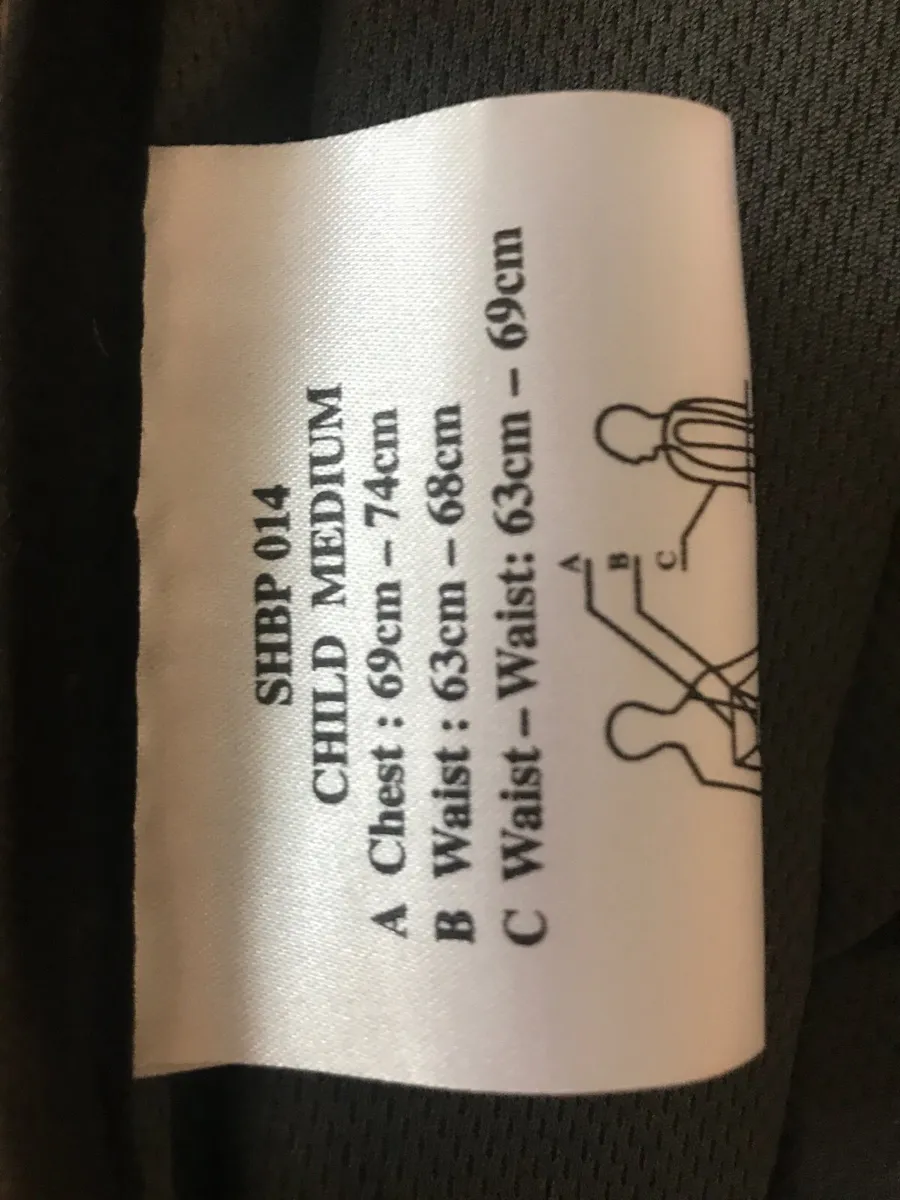 SHBP 014
CHILD MEDIUM
A Chest : 69cm – 74cm
B Waist : 63cm – 68cm
C Waist – Waist: 63cm – 69cm
A
B
C